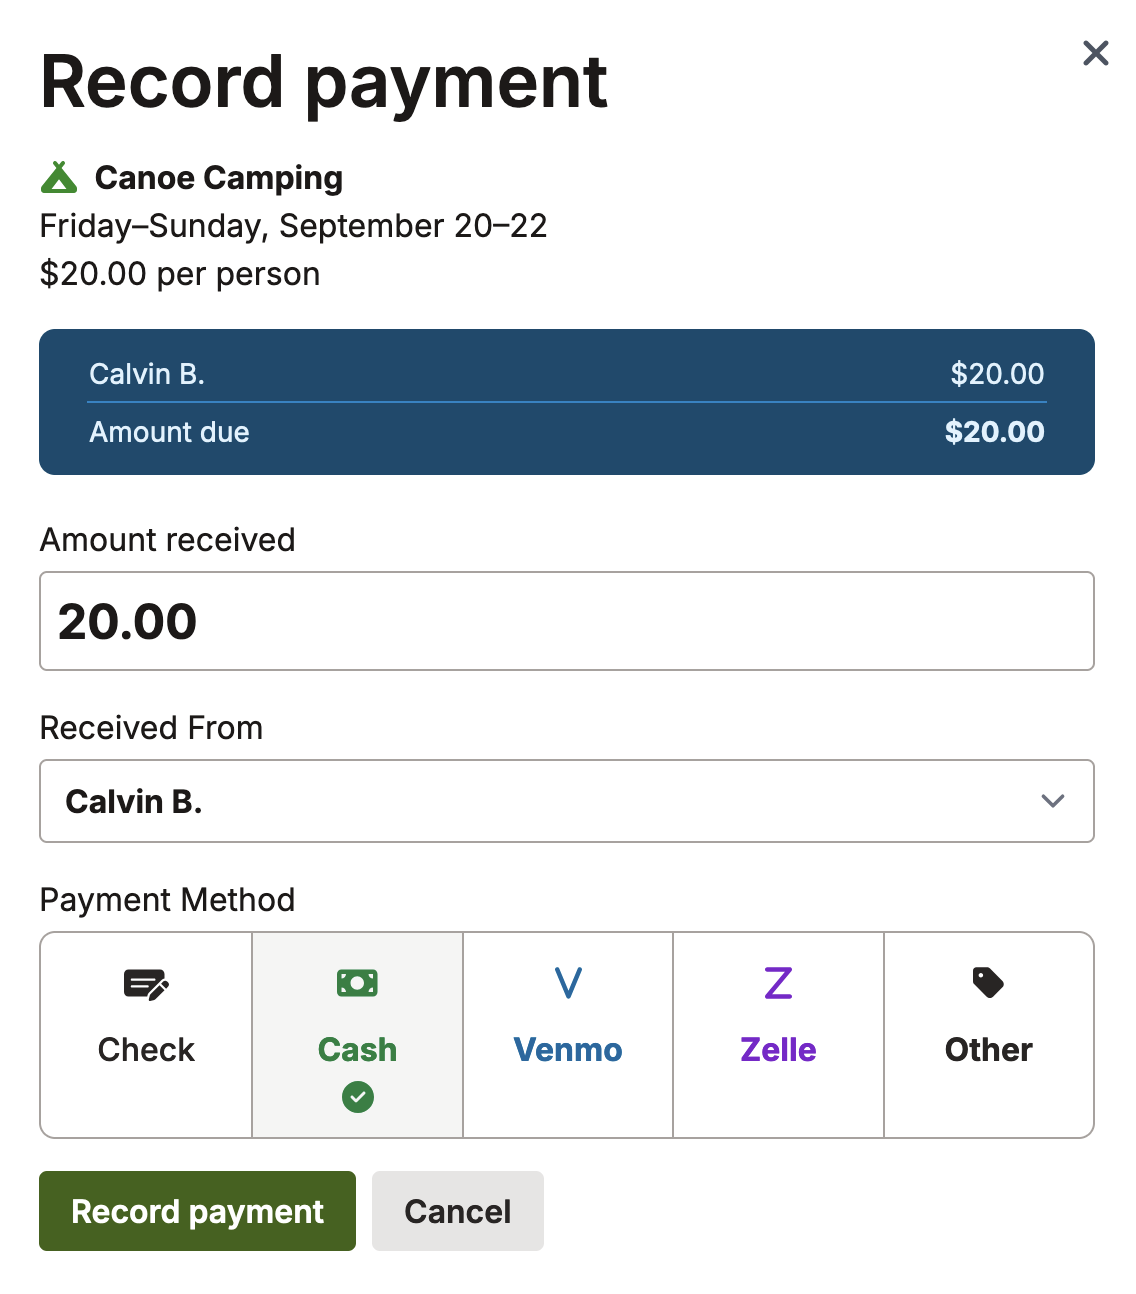 Record payment
Canoe Camping
Friday–Sunday, September 20–22
$20.00 per person
Calvin B. $20.00
Amount due $20.00
Amount received
20.00
Received From
Calvin B.
Payment Method
Check Cash Venmo Zelle Other
Record payment Cancel